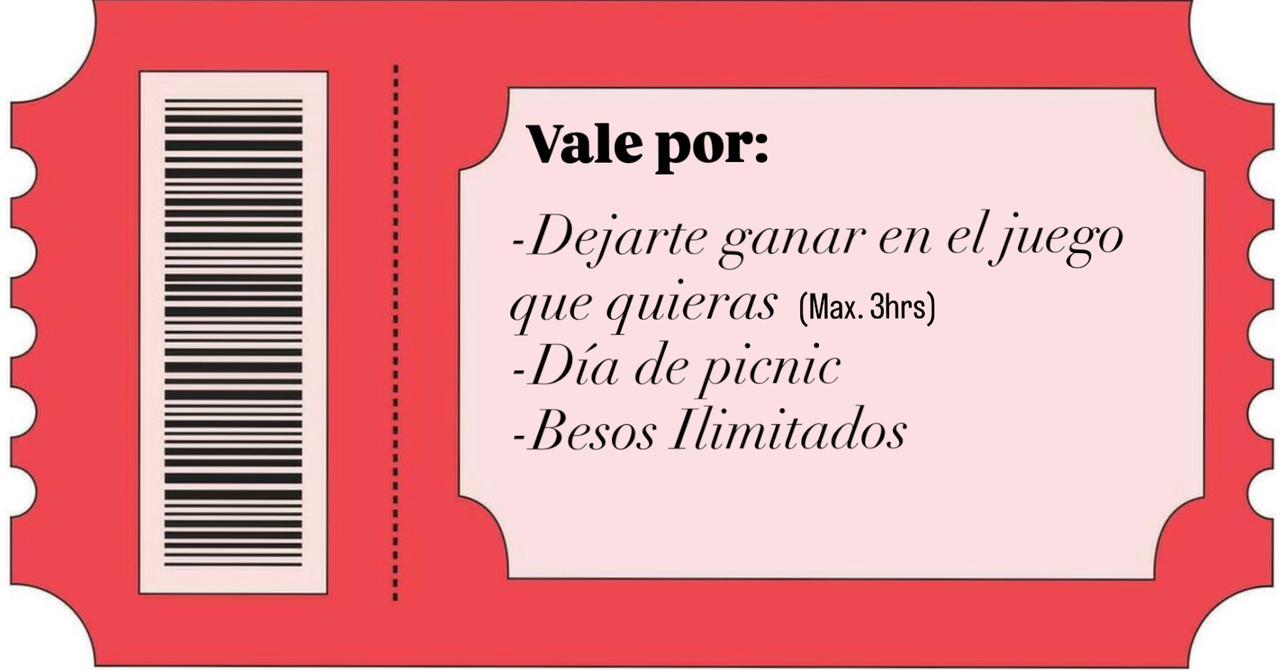 Vale por:
-Dejarte ganar en el juego
que quieras (Max. 3hrs)
-Día de picnic
-Besos Ilimitados